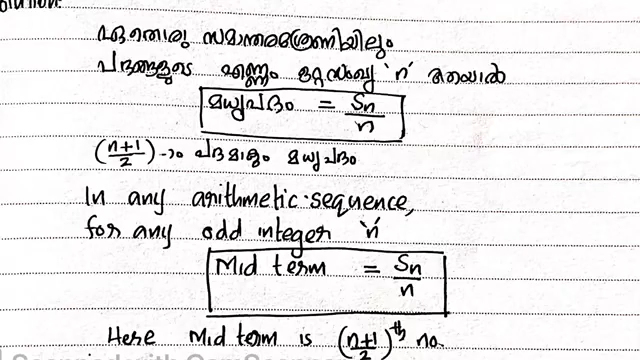 ഏതൊരു സമാന്തരശ്രേണിയിലും
പദങ്ങളുടെ എണ്ണം ഒറ്റസംഖ്യ 'n' ആയാൽ
മധ്യപദം = Sn/n
(n+1/2)-ാം പദമാകും മധ്യപദം
In any arithmetic sequence,
for any odd integer 'n'
Mid term = Sn/n
Here Mid term is (n+1/2)th no.